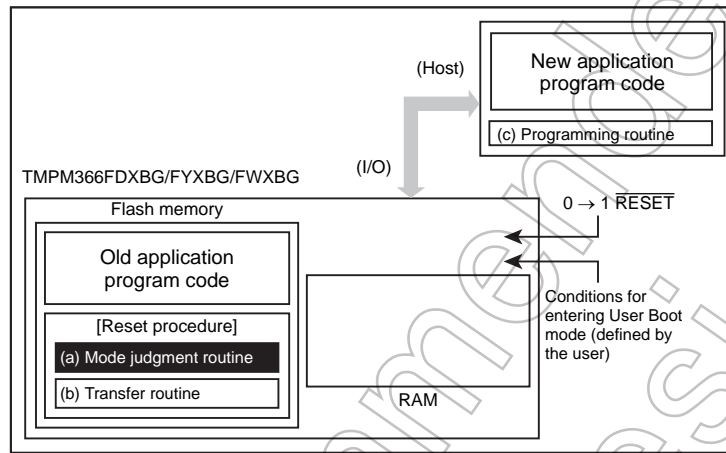 (Host)
New application
program code
(c) Programming routine
(I/O)
TMPM366FDXBG/FYXBG/FWXBG
Flash memory
0 → 1 RESET
Old application
program code
[Reset procedure]
(a) Mode judgment routine
(b) Transfer routine
RAM
Conditions for
entering User Boot
mode (defined by
the user)